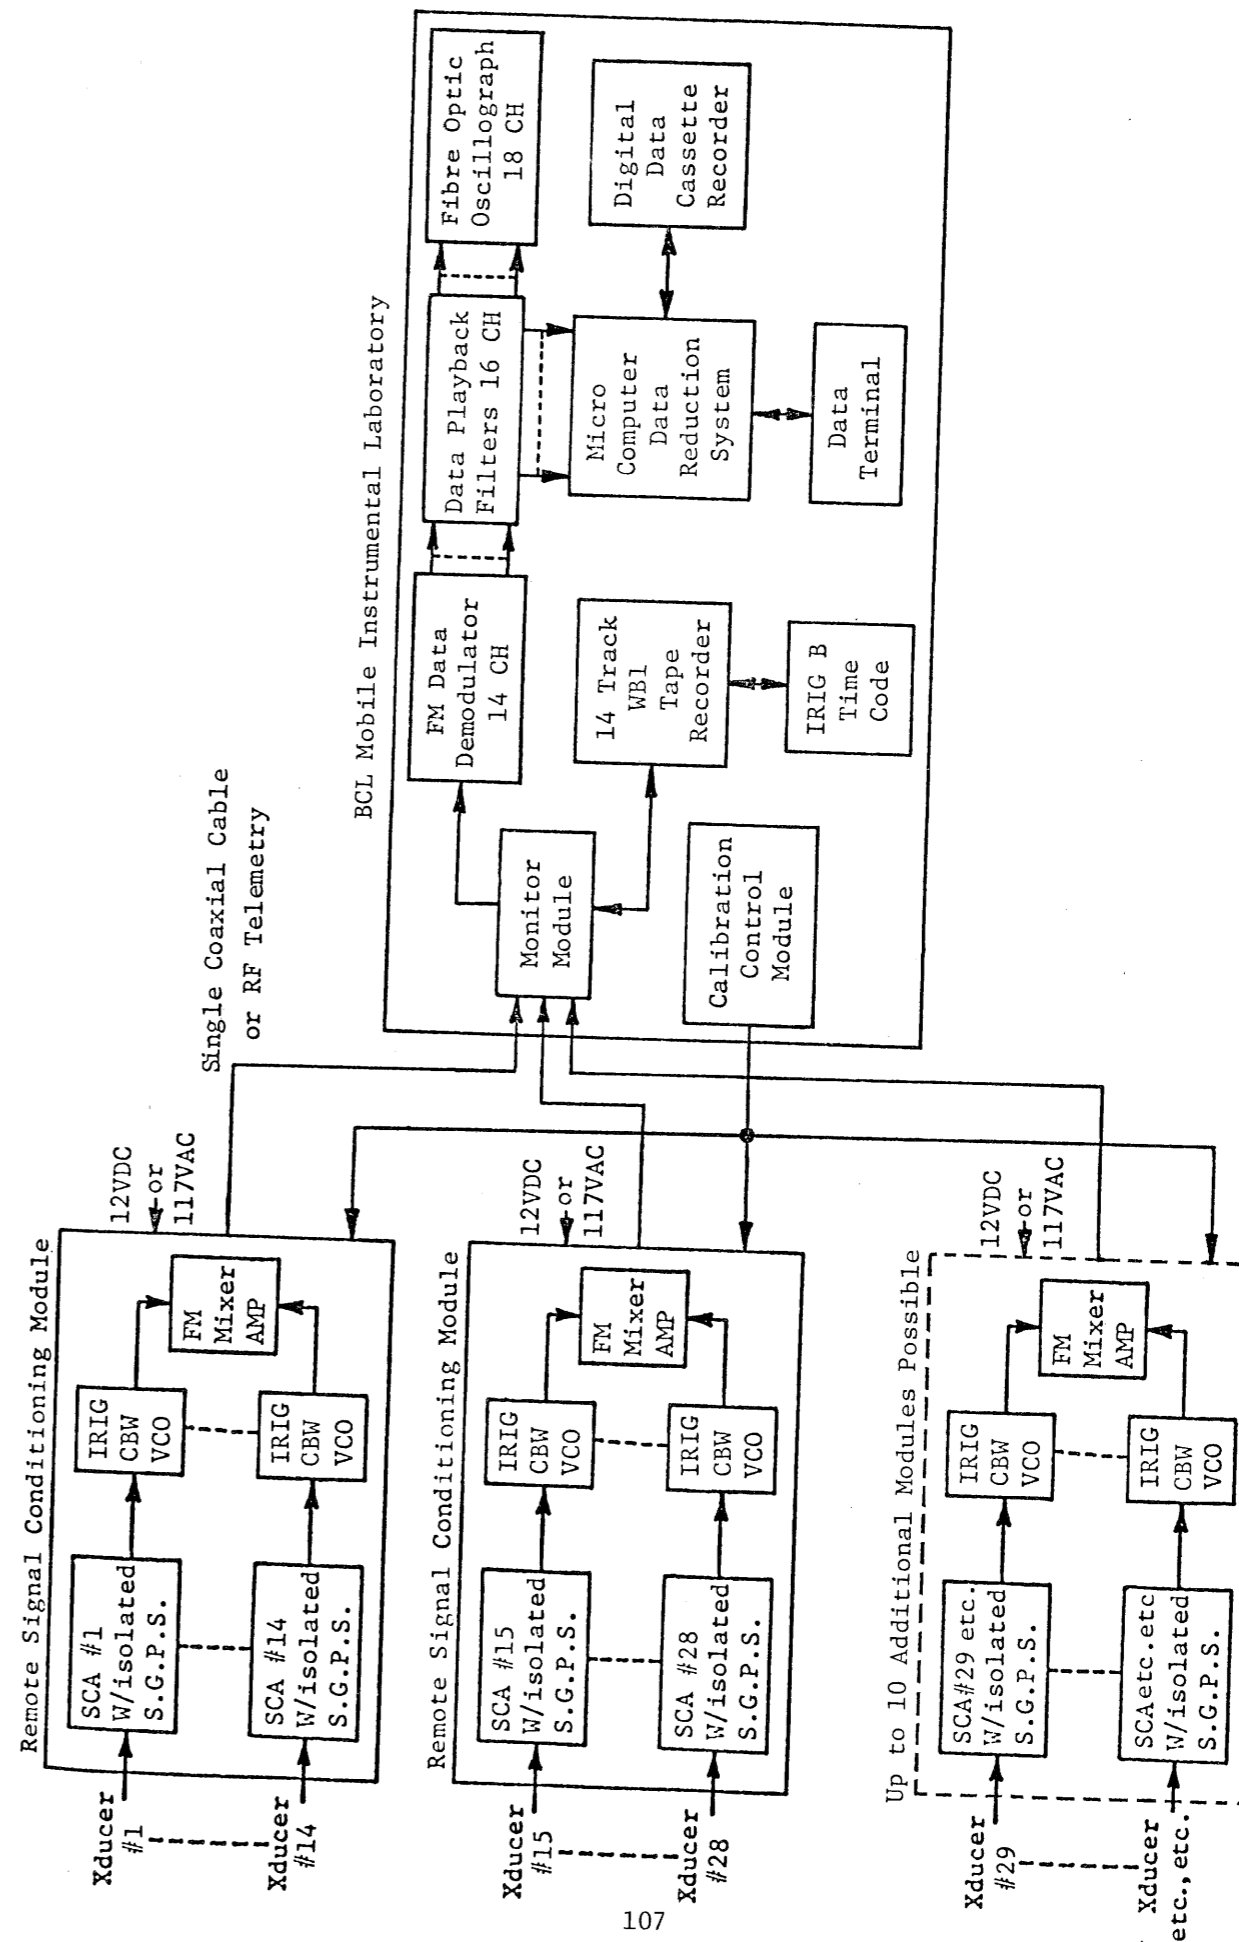 Remote Signal Conditioning Module
Xducer
#1
Xducer
#14
SCA #1
W/isolated
S.G.P.S.
SCA #14
W/isolated
S.G.P.S.
IRIG
CBW
VCO
IRIG
CBW
VCO
FM
Mixer
AMP
12VDC
or
117VAC
Single Coaxial Cable
or RF Telemetry
Remote Signal Conditioning Module
Xducer
#15
Xducer
#28
SCA #15
W/isolated
S.G.P.S.
SCA #28
W/isolated
S.G.P.S.
IRIG
CBW
VCO
IRIG
CBW
VCO
FM
Mixer
AMP
12VDC
or
117VAC
Up to 10 Additional Modules Possible
Xducer
#29
Xducer
etc.,etc.
SCA#29 etc.
W/isolated
S.G.P.S.
SCAetc.etc
W/isolated
S.G.P.S.
IRIG
CBW
VCO
IRIG
CBW
VCO
FM
Mixer
AMP
12VDC
or
117VAC
BCL Mobile Instrumental Laboratory
Monitor
Module
FM Data
Demodulator
14 CH
Data Playback
Filters 16 CH
Fibre Optic
Oscillograph
18 CH
14 Track
WB1
Tape
Recorder
IRIG B
Time
Code
Micro
Computer
Data
Reduction
System
Digital
Data
Cassette
Recorder
Data
Terminal
Calibration
Control
Module
107